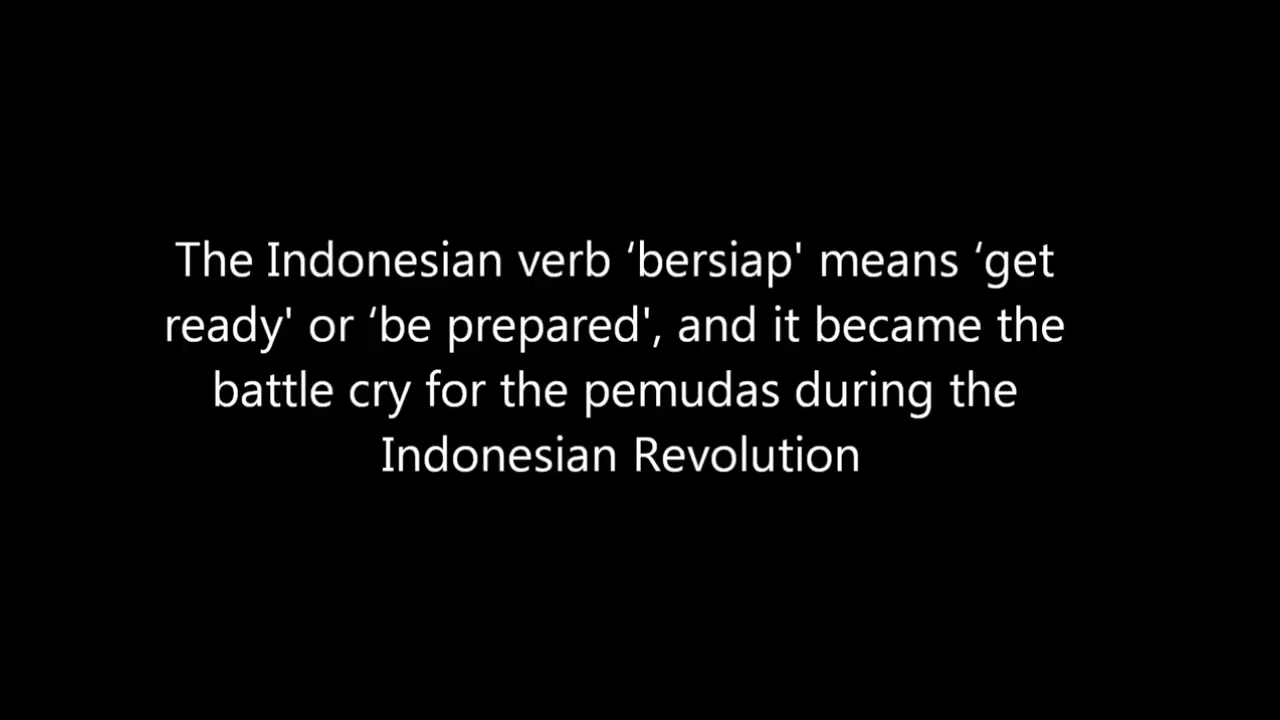 The Indonesian verb ‘bersiap' means ‘get
ready' or ‘be prepared', and it became the
battle cry for the pemudas during the
Indonesian Revolution